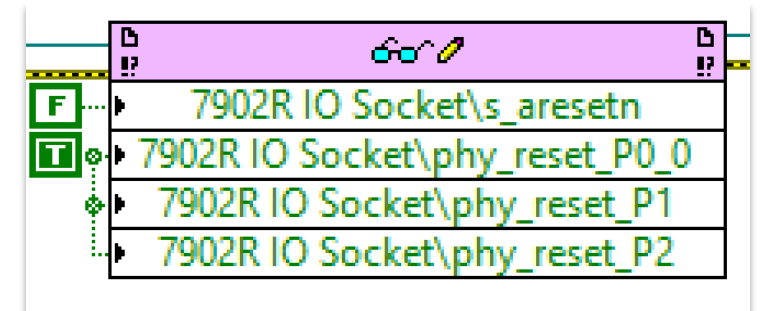 !? !?
F 7902R IO Socket\s_aresetn
T 7902R IO Socket\phy_reset_P0_0
7902R IO Socket\phy_reset_P1
7902R IO Socket\phy_reset_P2